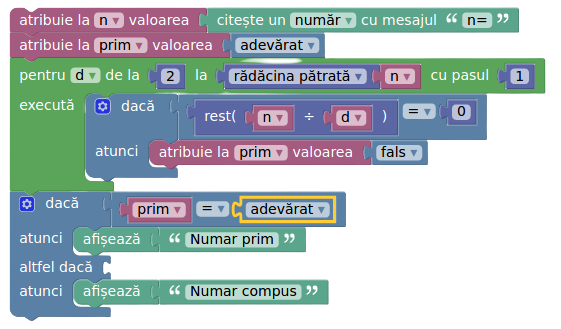 atribuie la n valoarea citește un număr cu mesajul “ n= ”
atribuie la prim valoarea adevărat
pentru d de la 2 la rădăcina pătrată n cu pasul 1
execută dacă rest( n ÷ d ) = 0
atunci atribuie la prim valoarea fals
dacă prim = adevărat
atunci afișează “ Numar prim ”
altfel dacă
atunci afișează “ Numar compus ”